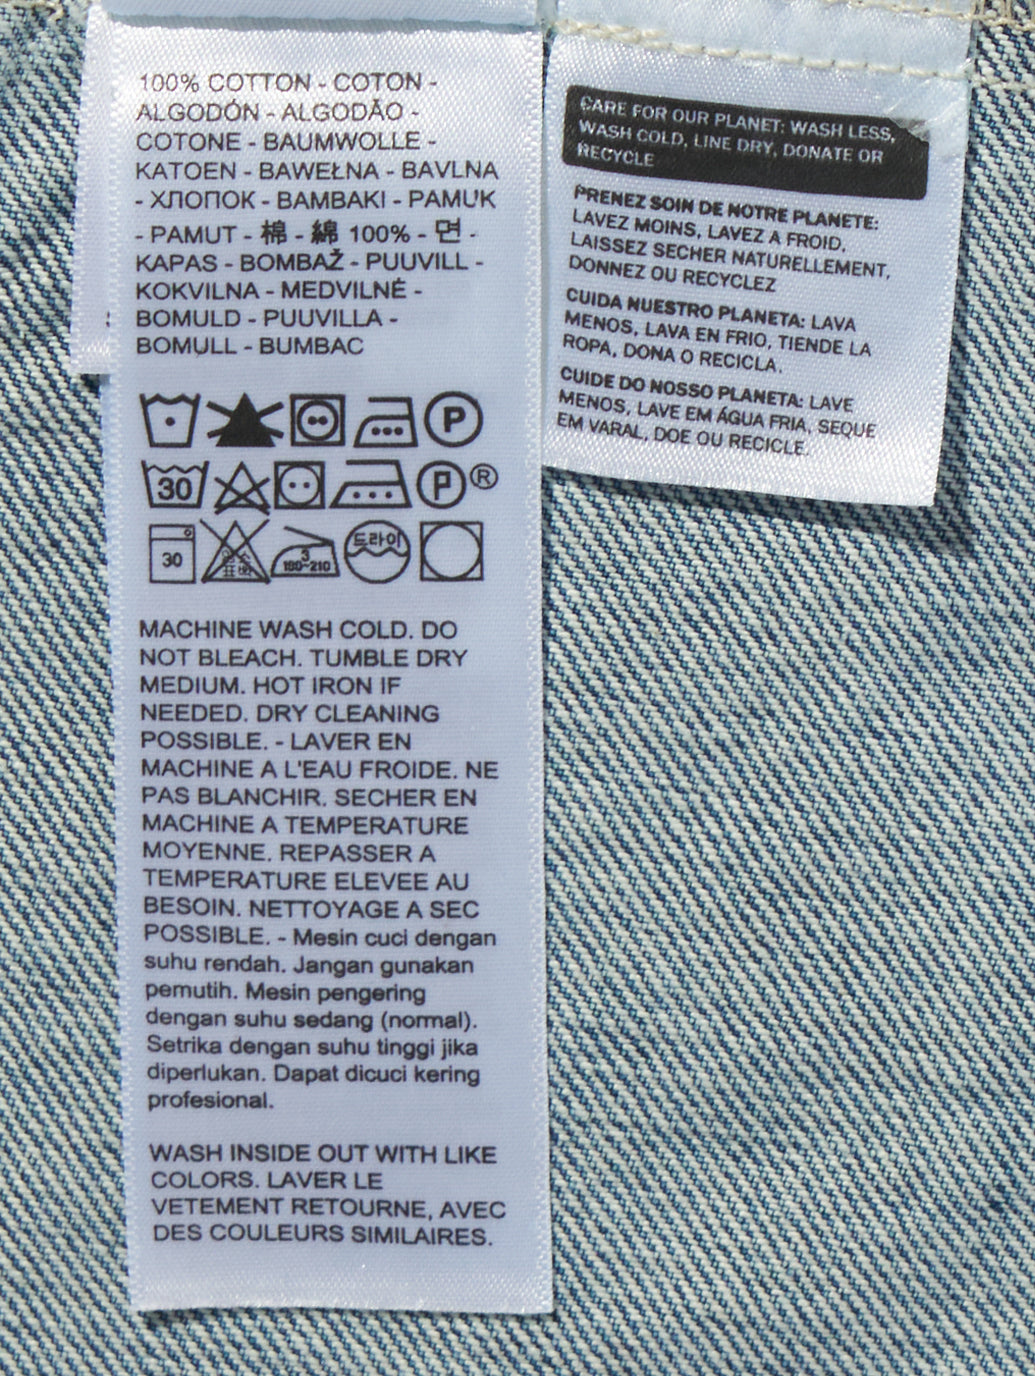 100% COTTON - COTON -
ALGODÓN - ALGODÃO -
COTONE - BAUMWOLLE -
KATOEN - BAWEŁNA - BAVLNA
- ХЛОПОК - BAMBAKI - PAMUK
- PAMUT - 棉 - 綿 100% - 면 -
KAPAS - BOMBAŽ - PUUVILL -
KOKVILNA - MEDVILNĖ -
BOMULD - PUUVILLA -
BOMULL - BUMBAC
P
30 P ®
30 3 180~210 드라이
MACHINE WASH COLD. DO
NOT BLEACH. TUMBLE DRY
MEDIUM. HOT IRON IF
NEEDED. DRY CLEANING
POSSIBLE. - LAVER EN
MACHINE A L'EAU FROIDE. NE
PAS BLANCHIR. SECHER EN
MACHINE A TEMPERATURE
MOYENNE. REPASSER A
TEMPERATURE ELEVEE AU
BESOIN. NETTOYAGE A SEC
POSSIBLE. - Mesin cuci dengan
suhu rendah. Jangan gunakan
pemutih. Mesin pengering
dengan suhu sedang (normal).
Setrika dengan suhu tinggi jika
diperlukan. Dapat dicuci kering
profesional.
WASH INSIDE OUT WITH LIKE
COLORS. LAVER LE
VETEMENT RETOURNE, AVEC
DES COULEURS SIMILAIRES.
CARE FOR OUR PLANET: WASH LESS,
WASH COLD, LINE DRY, DONATE OR
RECYCLE
PRENEZ SOIN DE NOTRE PLANETE:
LAVEZ MOINS, LAVEZ A FROID,
LAISSEZ SECHER NATURELLEMENT,
DONNEZ OU RECYCLEZ
CUIDA NUESTRO PLANETA: LAVA
MENOS, LAVA EN FRIO, TIENDE LA
ROPA, DONA O RECICLA.
CUIDE DO NOSSO PLANETA: LAVE
MENOS, LAVE EM ÁGUA FRIA, SEQUE
EM VARAL, DOE OU RECICLE.